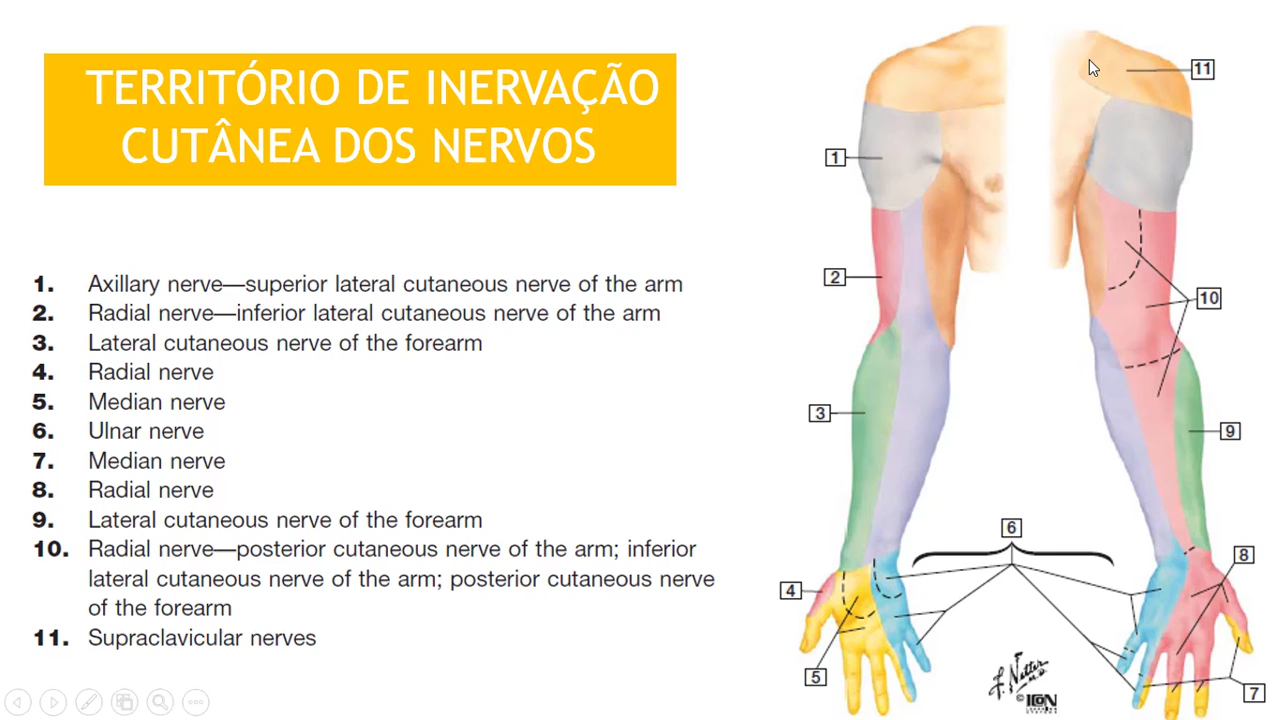 TERRITÓRIO DE INERVAÇÃO
CUTÂNEA DOS NERVOS
1. Axillary nerve—superior lateral cutaneous nerve of the arm
2. Radial nerve—inferior lateral cutaneous nerve of the arm
3. Lateral cutaneous nerve of the forearm
4. Radial nerve
5. Median nerve
6. Ulnar nerve
7. Median nerve
8. Radial nerve
9. Lateral cutaneous nerve of the forearm
10. Radial nerve—posterior cutaneous nerve of the arm; inferior
lateral cutaneous nerve of the arm; posterior cutaneous nerve
of the forearm
11. Supraclavicular nerves
11
1
2
10
3
9
6
8
4
5
7
F. Netter
M.D.
© ICON